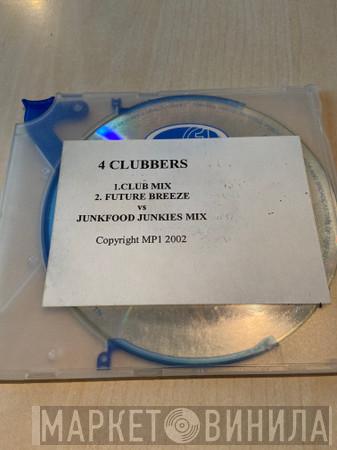 4 CLUBBERS
1.CLUB MIX
2. FUTURE BREEZE
vs
JUNKFOOD JUNKIES MIX
Copyright MP1 2002
МАРКЕТ ВИНИЛА